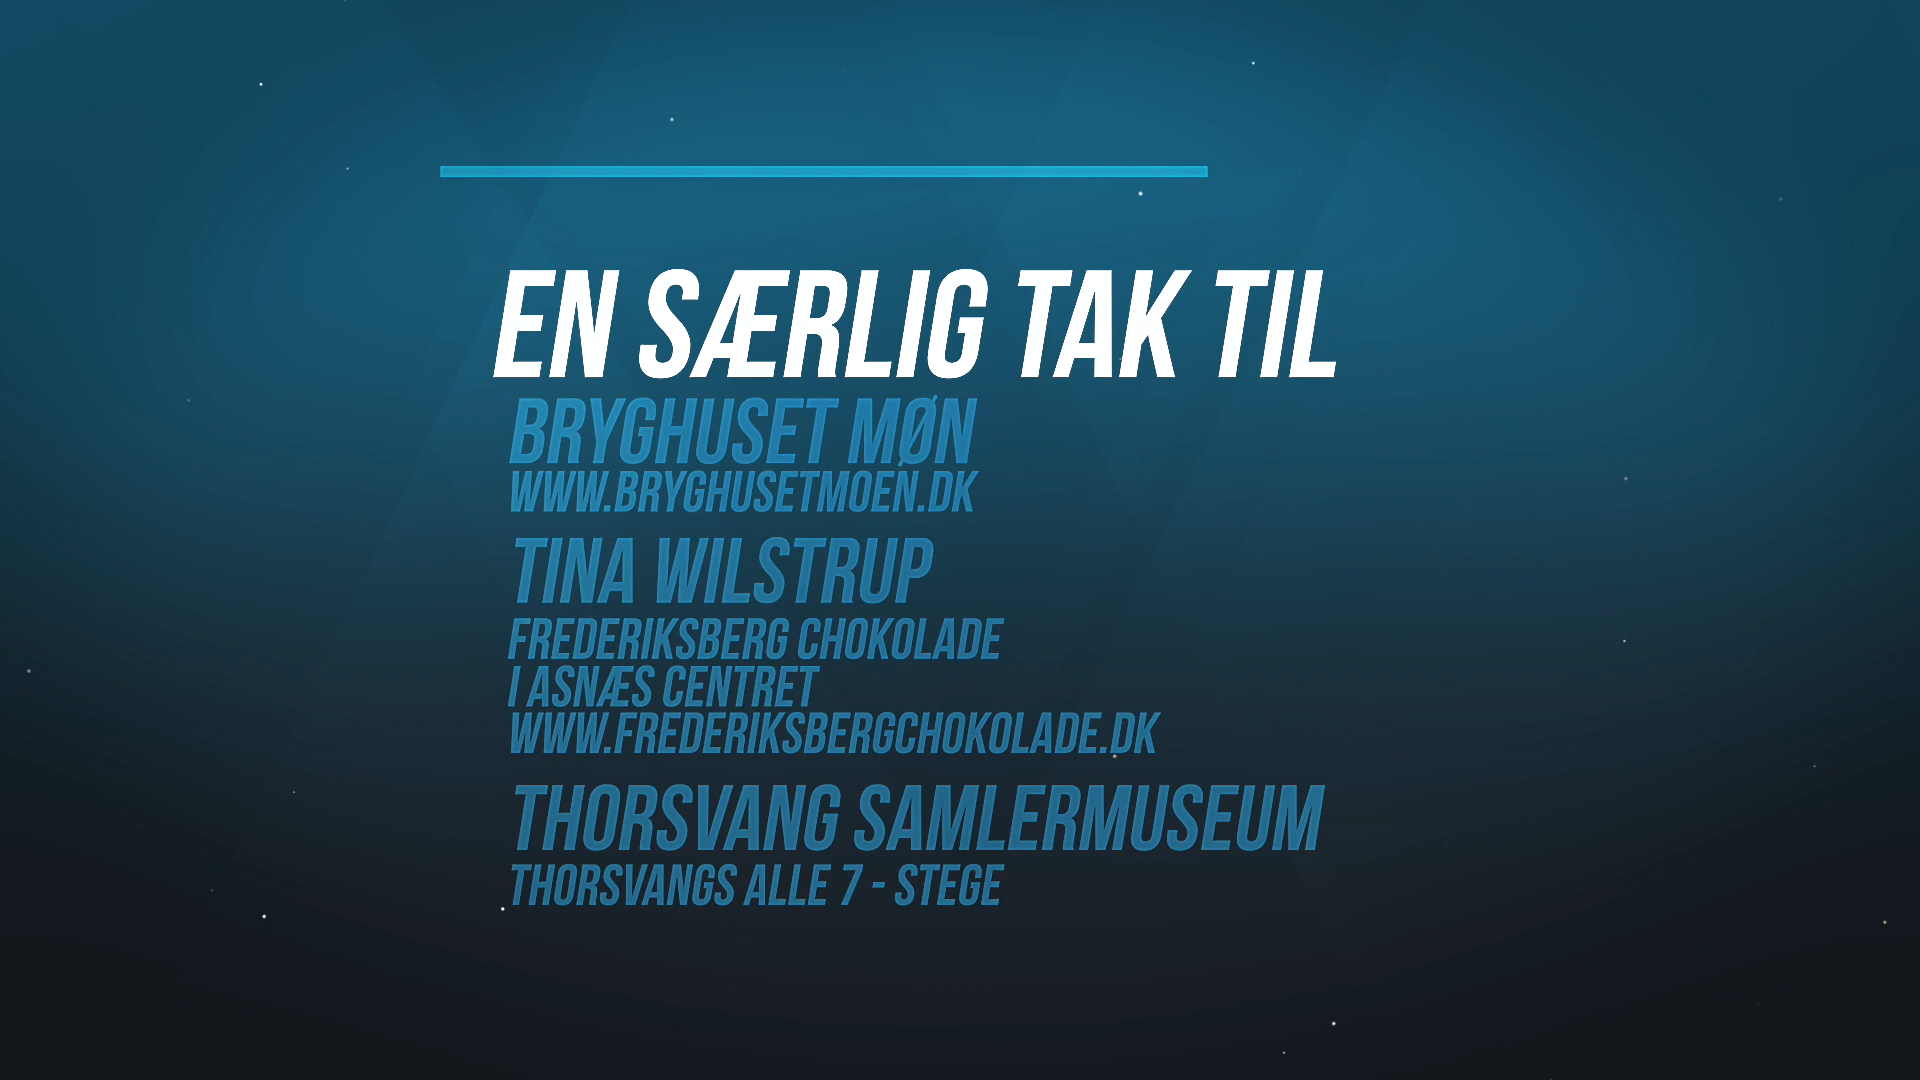 EN SÆRLIG TAK TIL
BRYGHUSET MØN
WWW.BRYGHUSETMOEN.DK
TINA WILSTRUP
FREDERIKSBERG CHOKOLADE
I ASNÆS CENTRET
WWW.FREDERIKSBERGCHOKOLADE.DK
THORSVANG SAMLERMUSEUM
THORSVANGS ALLE 7 - STEGE